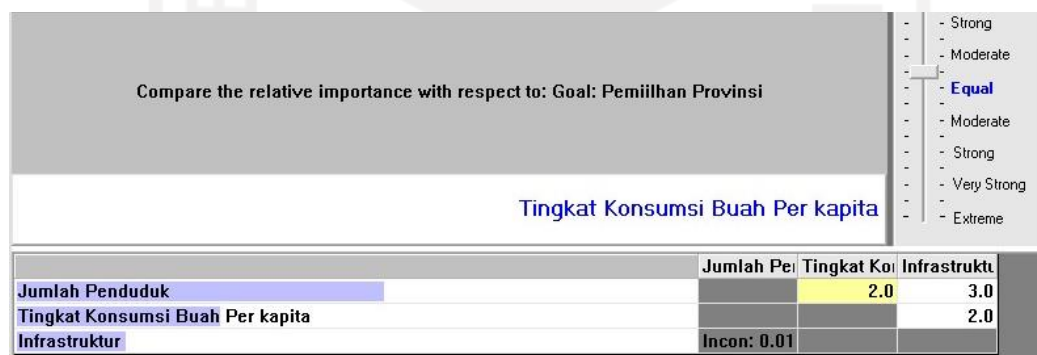 Strong
Moderate
Compare the relative importance with respect to: Goal: Pemiilhan Provinsi
Equal
Moderate
Strong
Very Strong
Tingkat Konsumsi Buah Per kapita
Extreme
Jumlah Pe Tingkat Ko Infrastruktu
Jumlah Penduduk 2.0 3.0
Tingkat Konsumsi Buah Per kapita 2.0
Infrastruktur Incon: 0.01